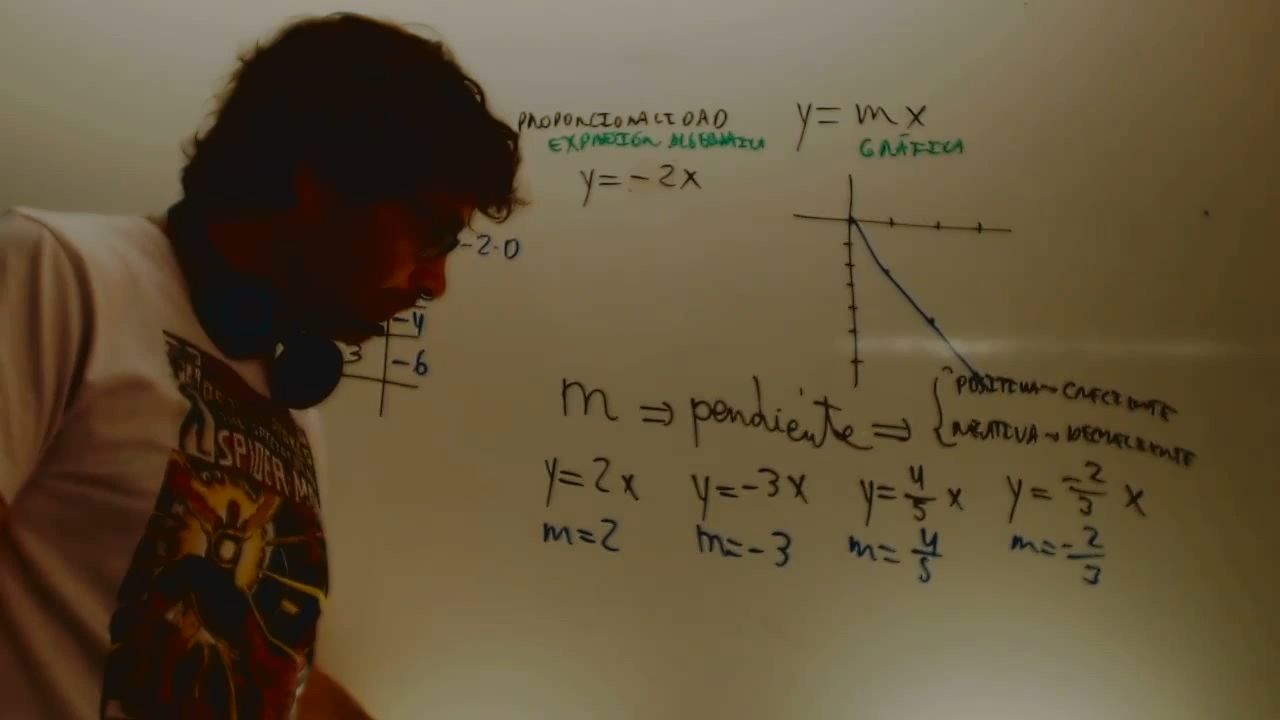 PROPORCIONALIDAD
EXPRESIÓN ALGEBRAICA
y=-2x
y=mx
GRÁFICA
-2·0
-4
3 -6
m ⇒ pendiente ⇒ { POSITIVA → CRECIENTE
NEGATIVA → DECRECIENTE
y=2x y=-3x y=4/5 x y=-2/3 x
m=2 m=-3 m=4/5 m=-2/3
SPIDER-MA